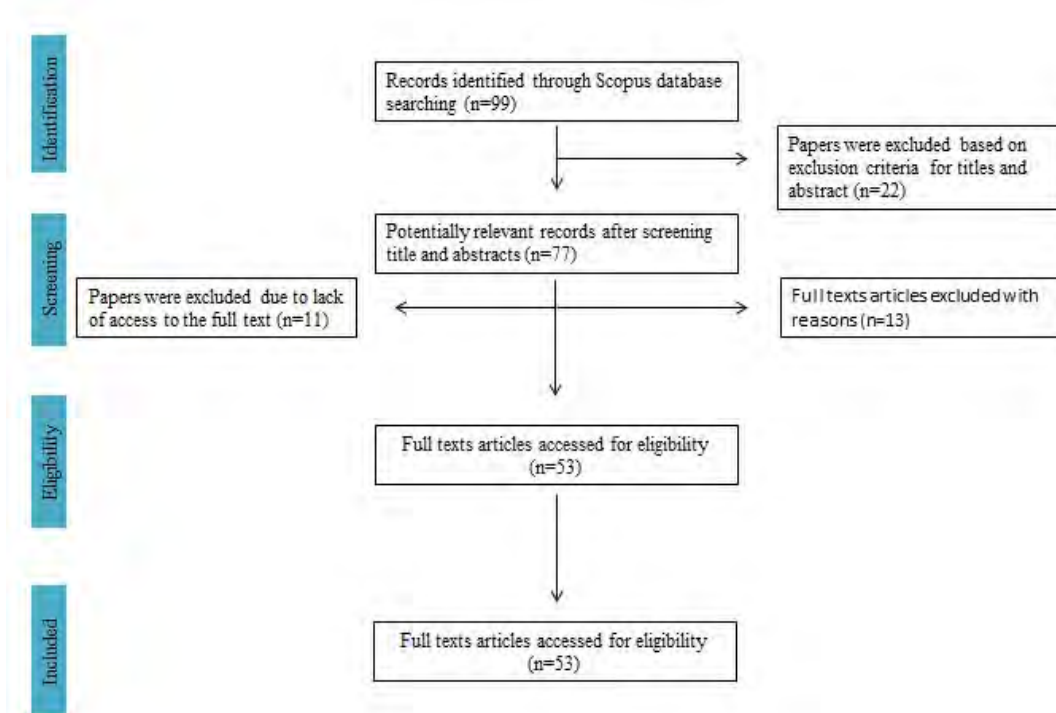 Identification
Records identified through Scopus database
searching (n=99)
Papers were excluded based on
exclusion criteria for titles and
abstract (n=22)
Screening
Potentially relevant records after screening
title and abstracts (n=77)
Papers were excluded due to lack
of access to the full text (n=11)
Full texts articles excluded with
reasons (n=13)
Eligibility
Full texts articles accessed for eligibility
(n=53)
Included
Full texts articles accessed for eligibility
(n=53)